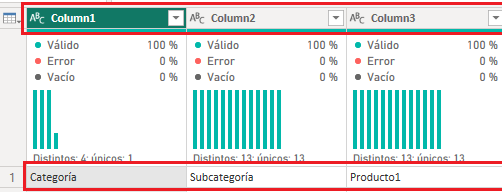 Column1 Column2 Column3
Válido 100 % Válido 100 % Válido 100 %
Error 0 % Error 0 % Error 0 %
Vacío 0 % Vacío 0 % Vacío 0 %
Distintos: 4; únicos: 1 Distintos: 13; únicos: 13 Distintos: 13; únicos: 13
1 Categoría Subcategoría Producto1